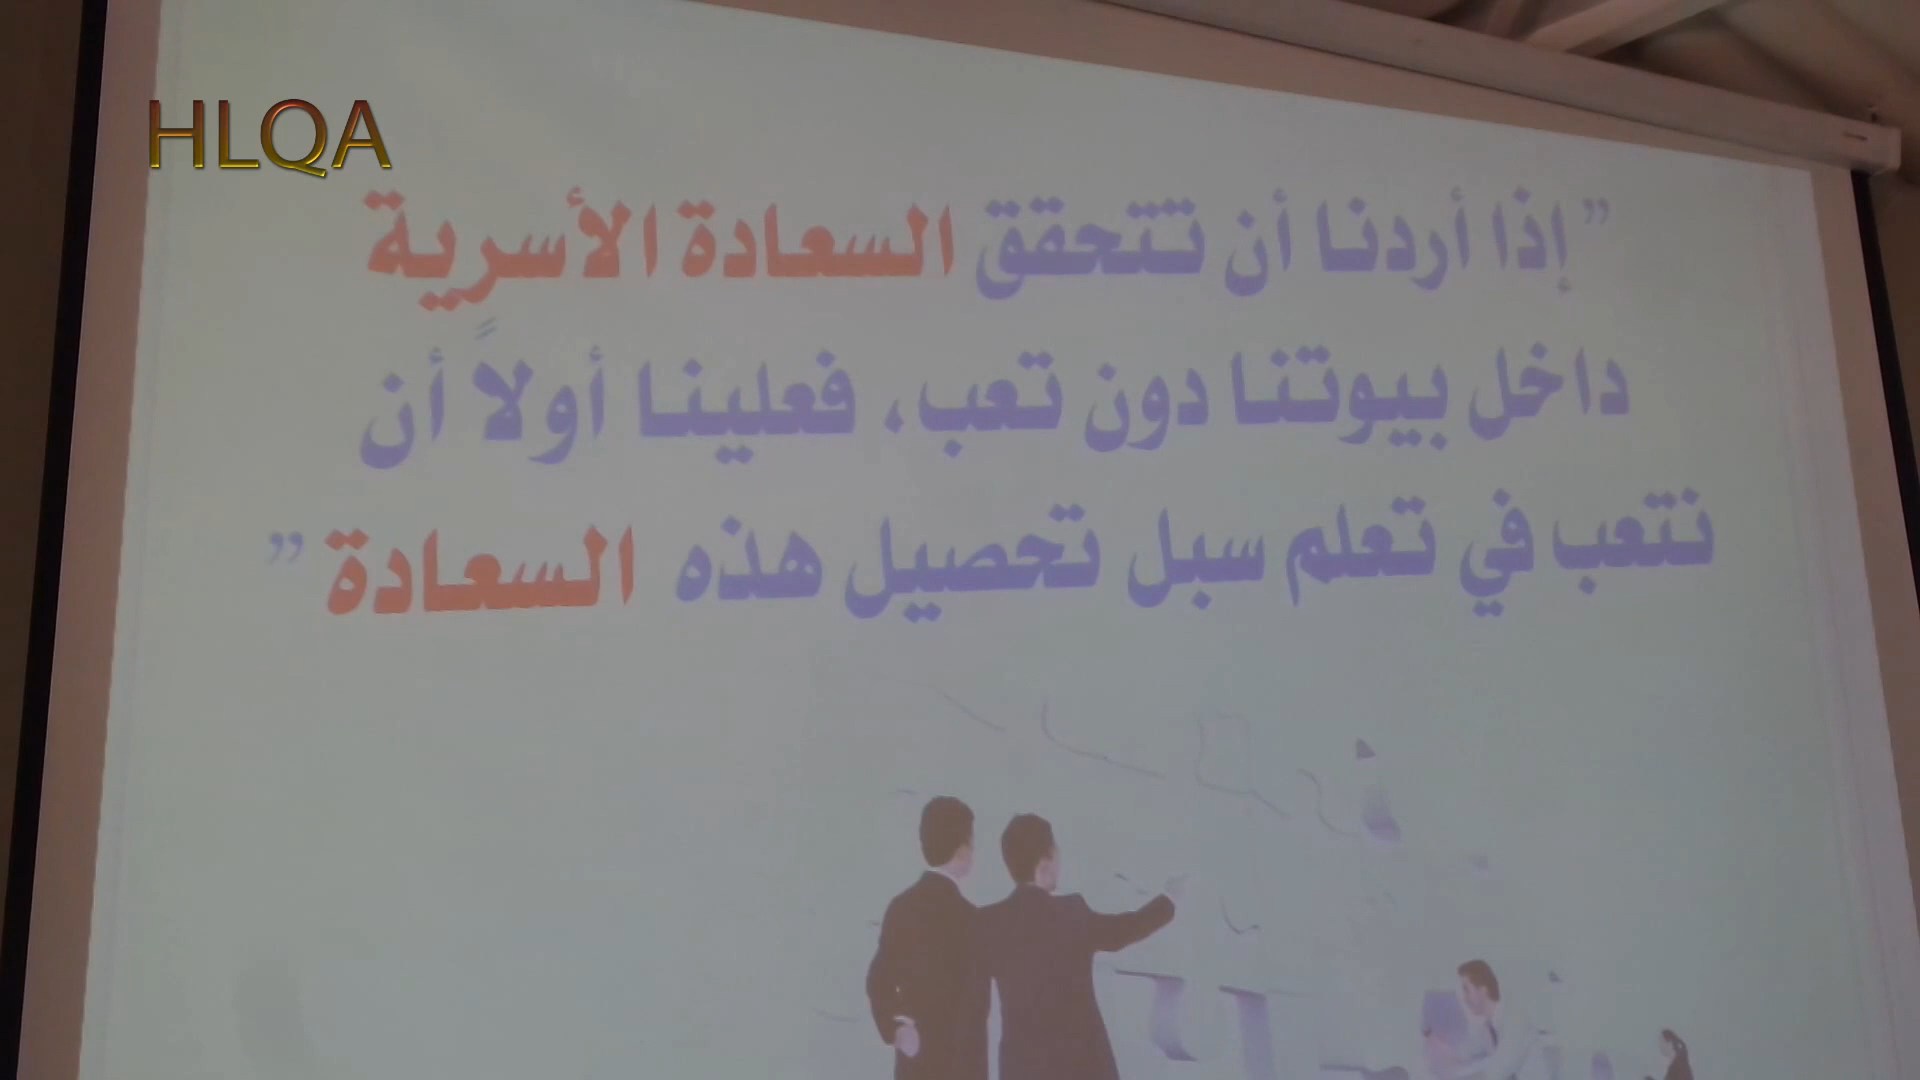 HLQA
” إذا أردنا أن تتحقق السعادة الأسرية
داخل بيوتنا دون تعب، فعلينا أولاً أن
نتعب في تعلم سبل تحصيل هذه السعادة ”